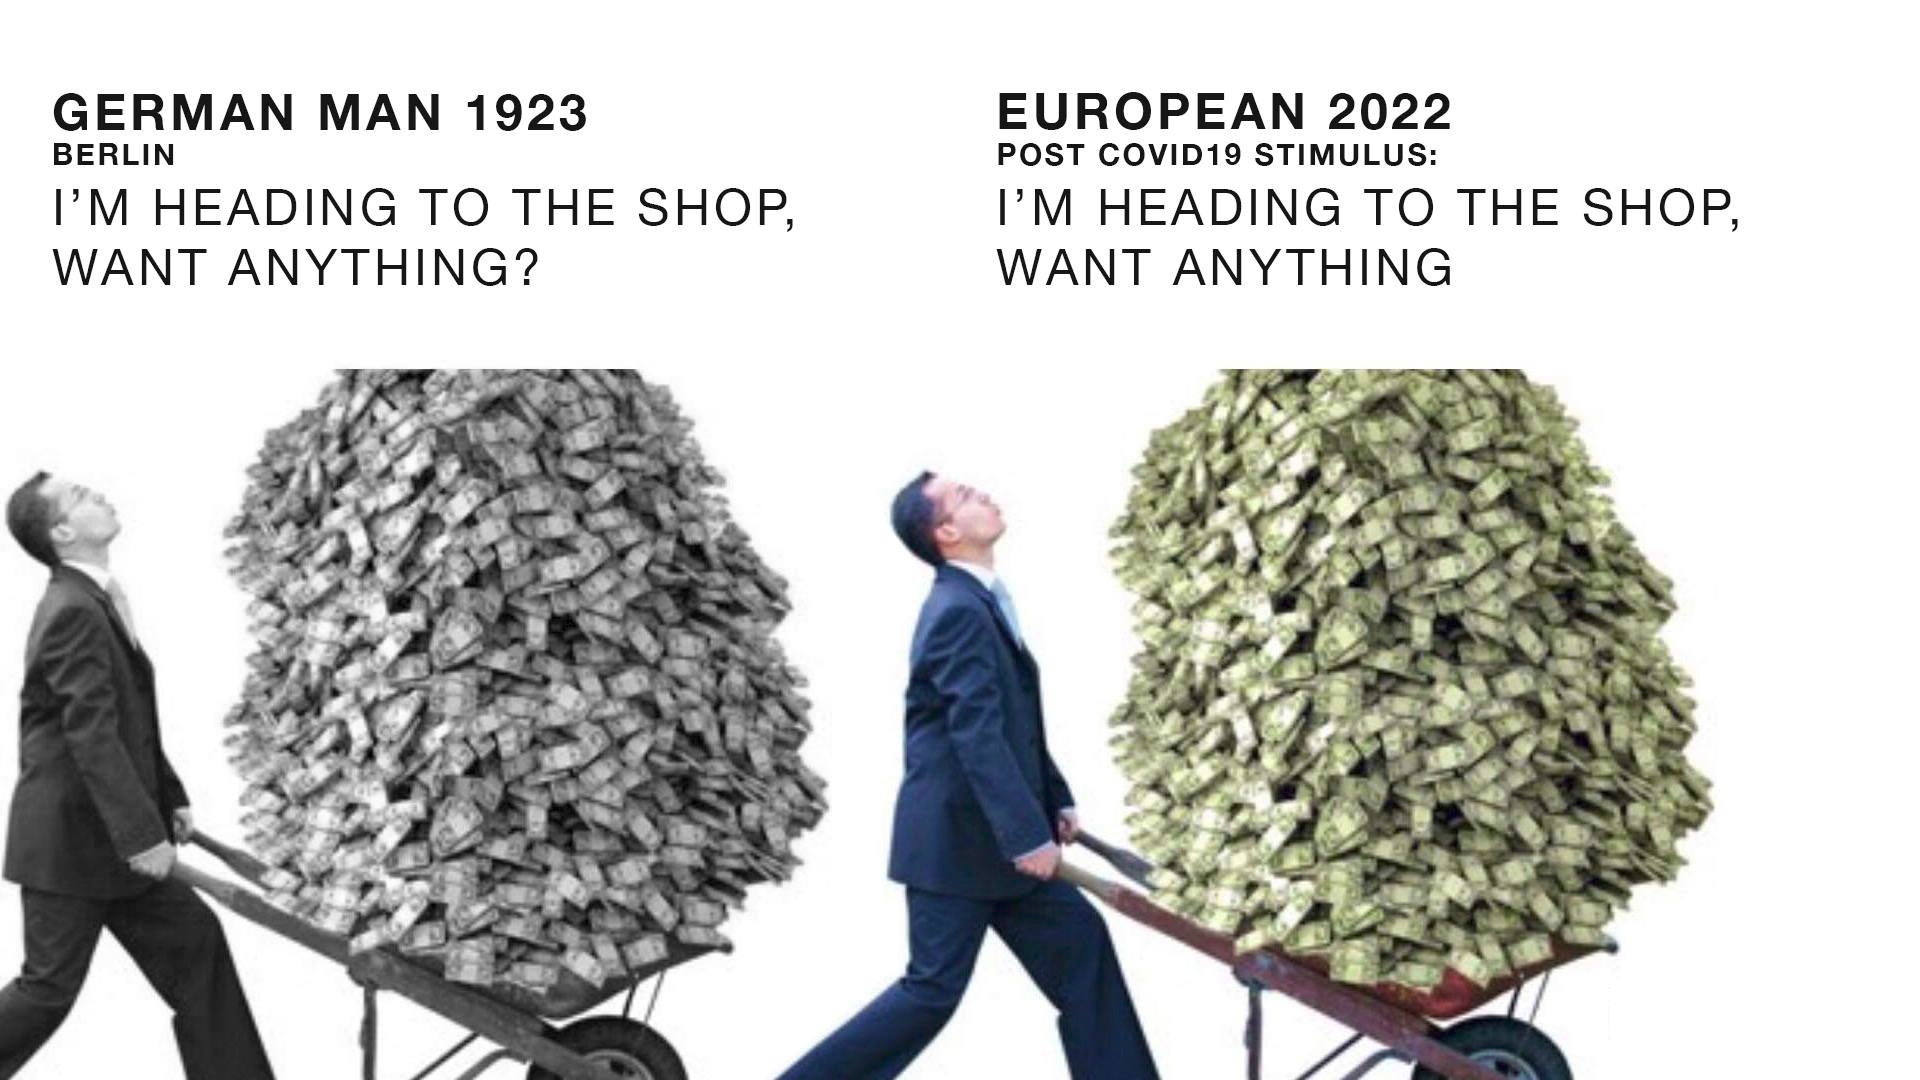 GERMAN MAN 1923
BERLIN
I'M HEADING TO THE SHOP,
WANT ANYTHING?
EUROPEAN 2022
POST COVID19 STIMULUS:
I'M HEADING TO THE SHOP,
WANT ANYTHING